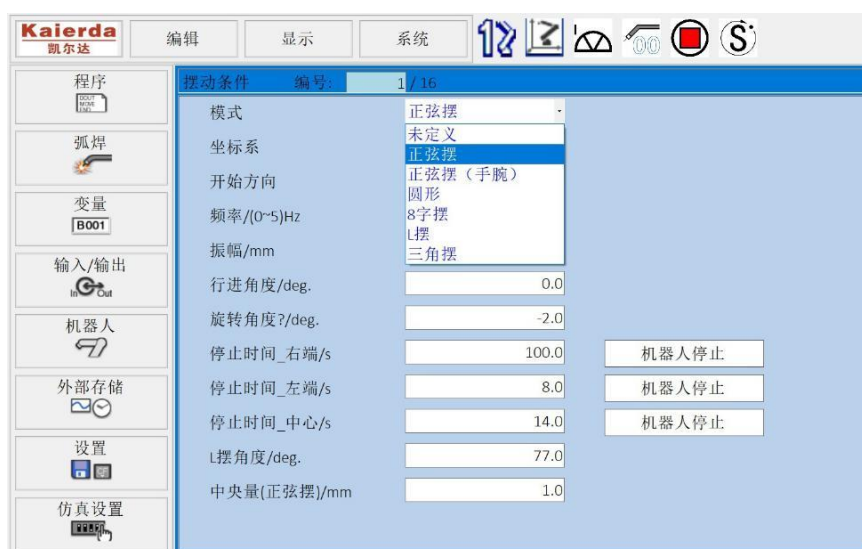 Kaierda
凯尔达
编辑
显示
系统
程序
弧焊
变量
B001
输入/输出
In Out
机器人
外部存储
设置
仿真设置
摆动条件 编号: 1 / 16
模式 正弦摆
未定义
正弦摆
正弦摆（手腕）
圆形
8字摆
L摆
三角摆
坐标系
开始方向
频率/(0~5)Hz
振幅/mm
行进角度/deg. 0.0
旋转角度?/deg. -2.0
停止时间_右端/s 100.0 机器人停止
停止时间_左端/s 8.0 机器人停止
停止时间_中心/s 14.0 机器人停止
L摆角度/deg. 77.0
中央量(正弦摆)/mm 1.0